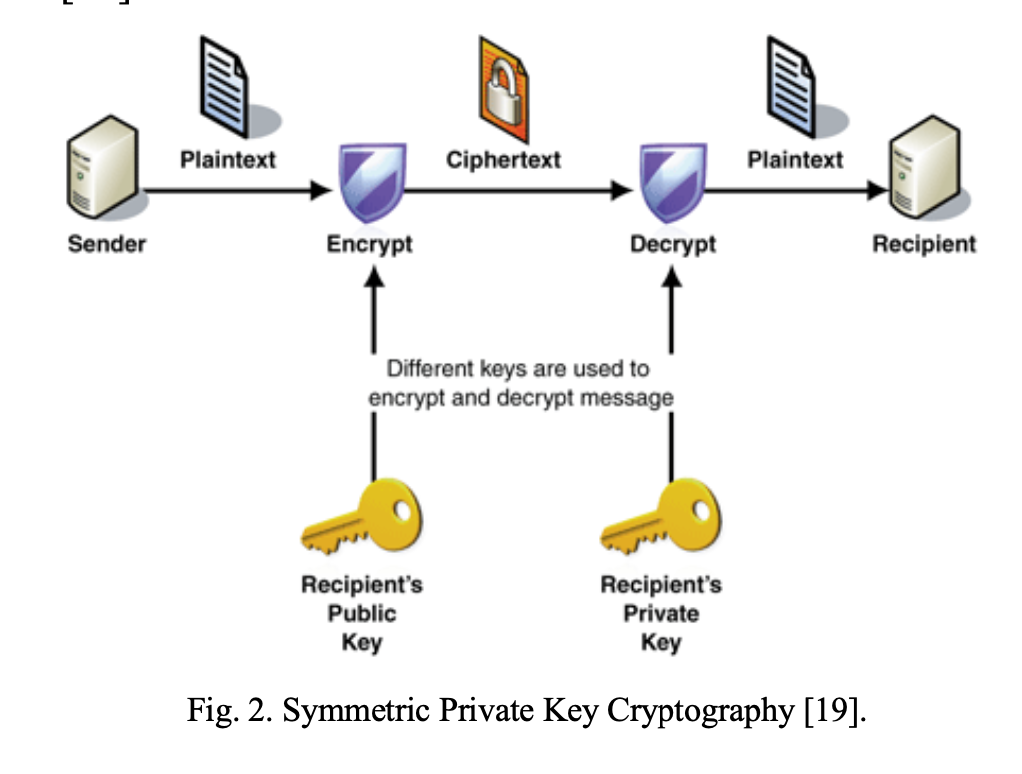 Plaintext
Ciphertext
Plaintext
Sender
Encrypt
Decrypt
Recipient
Different keys are used to
encrypt and decrypt message
Recipient's
Public
Key
Recipient's
Private
Key
Fig. 2. Symmetric Private Key Cryptography [19].